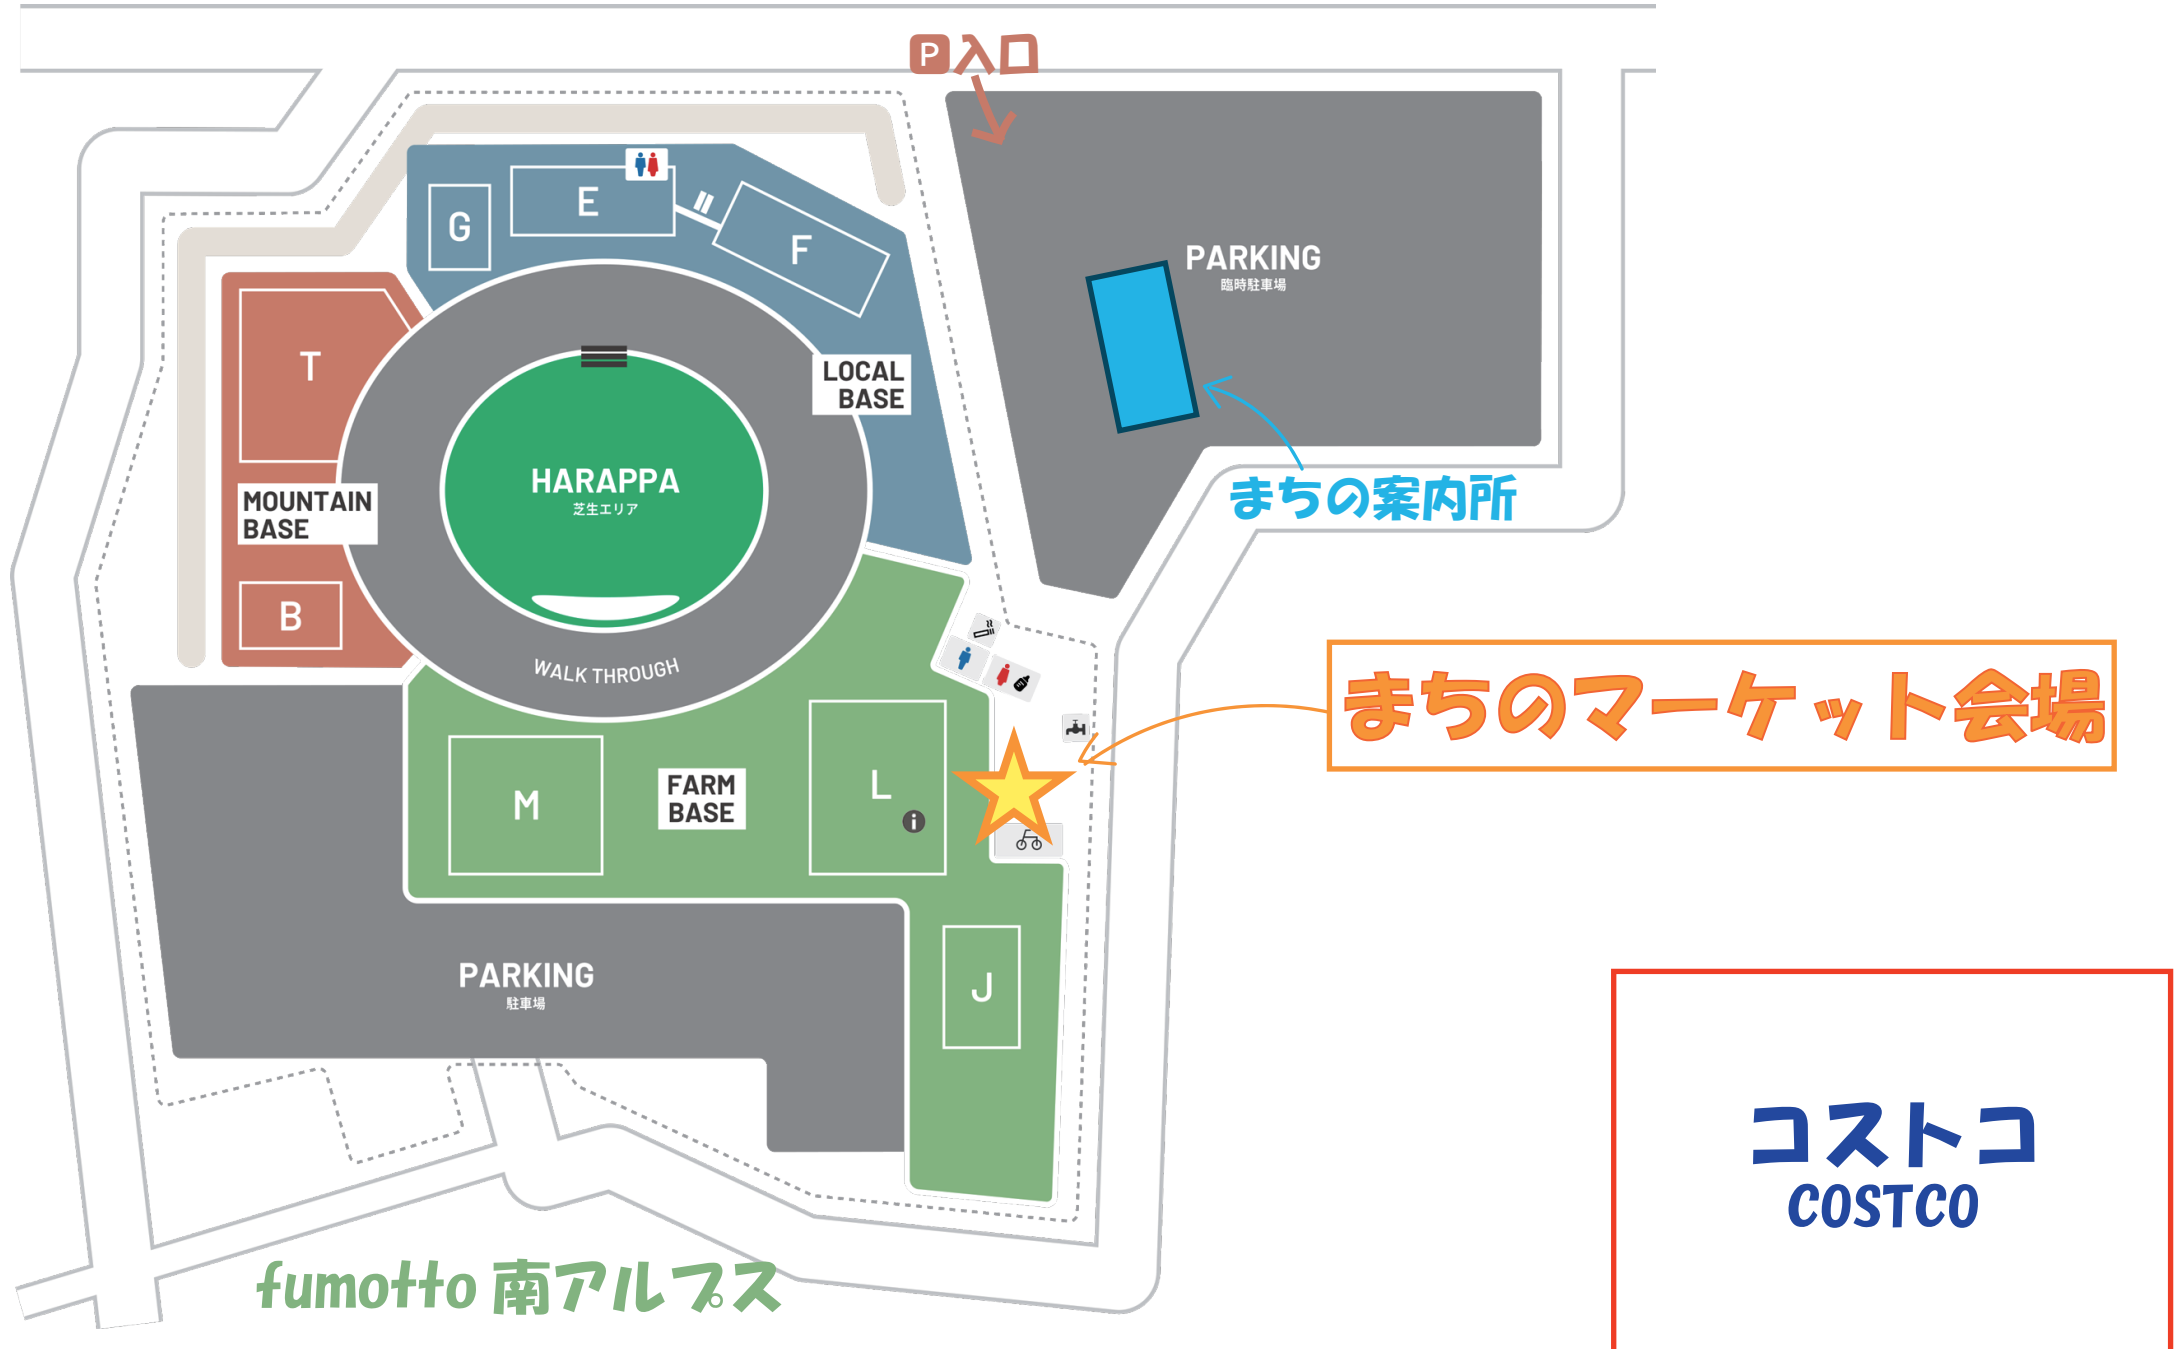 P入口
G
E
F
PARKING
臨時駐車場
T
LOCAL
BASE
HARAPPA
芝生エリア
MOUNTAIN
BASE
まちの案内所
B
WALK THROUGH
まちのマーケット会場
M
FARM
BASE
L
i
PARKING
駐車場
J
コストコ
COSTCO
fumotto 南アルプス